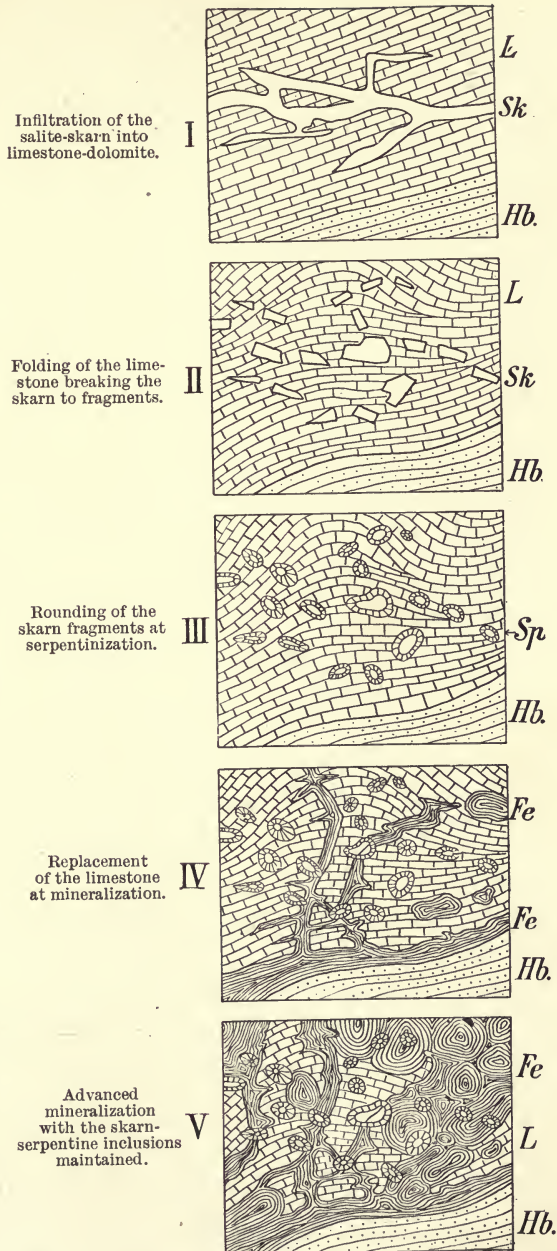 Infiltration of the
salite-skarn into
limestone-dolomite.
I
L
Sk
Hb.
Folding of the lime-
stone breaking the
skarn to fragments.
II
L
Sk
Hb.
Rounding of the
skarn fragments at
serpentinization.
III
Sp
Hb.
Replacement
of the limestone
at mineralization.
IV
Fe
Fe
Hb.
Advanced
mineralization
with the skarn-
serpentine inclusions
maintained.
V
Fe
L
Hb.